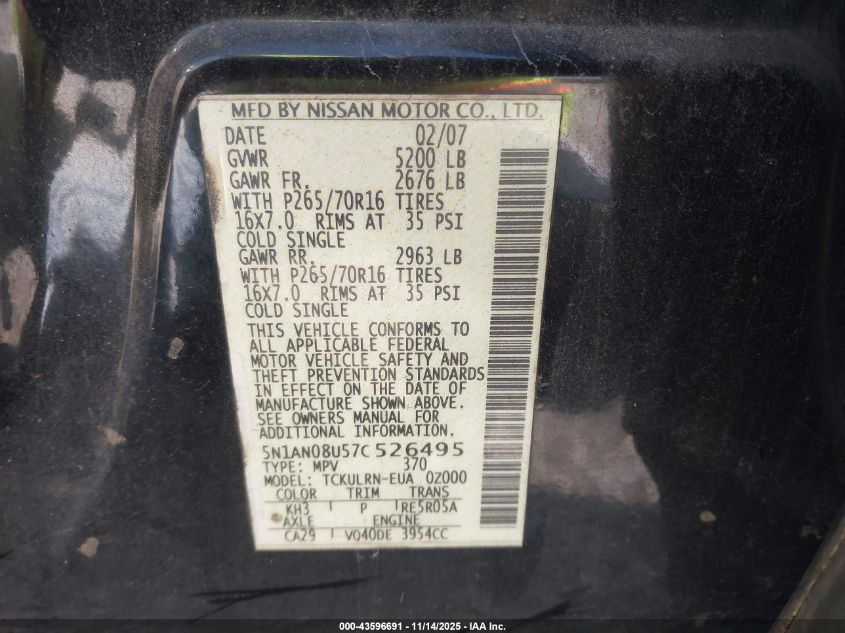 MFD BY NISSAN MOTOR CO., LTD.
DATE 02/07
GVWR 5200 LB
GAWR FR. 2676 LB
WITH P265/70R16 TIRES
16X7.0 RIMS AT 35 PSI
COLD SINGLE
GAWR RR. 2963 LB
WITH P265/70R16 TIRES
16X7.0 RIMS AT 35 PSI
COLD SINGLE
THIS VEHICLE CONFORMS TO
ALL APPLICABLE FEDERAL
MOTOR VEHICLE SAFETY AND
THEFT PREVENTION STANDARDS
IN EFFECT ON THE DATE OF
MANUFACTURE SHOWN ABOVE.
SEE OWNERS MANUAL FOR
ADDITIONAL INFORMATION.
5N1AN08U57C526495
TYPE: MPV 370
MODEL: TCKULRN-EUA 0Z000
COLOR TRIM TRANS
KH3 P RE5R05A
AXLE ENGINE
CA29 VQ40DE 3954CC
000-43596691 - 11/14/2025 - IAA Inc.